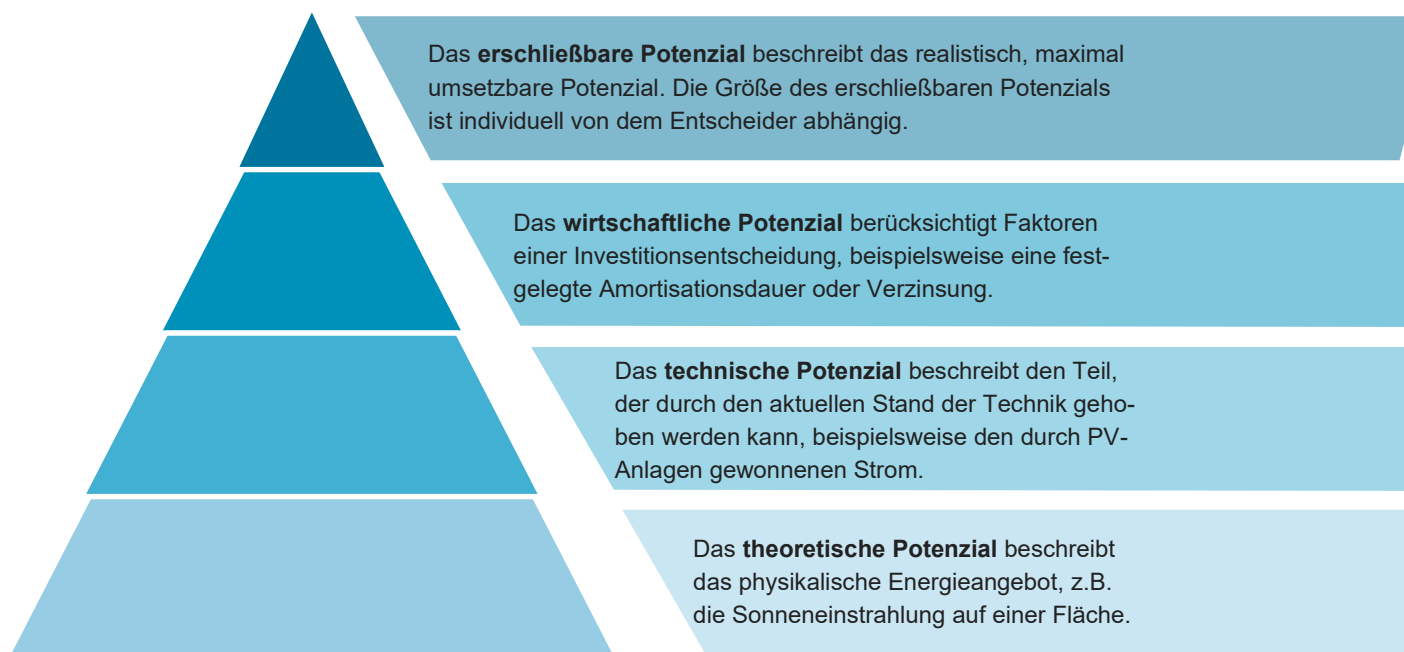 Das erschließbare Potenzial beschreibt das realistisch, maximal
umsetzbare Potenzial. Die Größe des erschließbaren Potenzials
ist individuell von dem Entscheider abhängig.
Das wirtschaftliche Potenzial berücksichtigt Faktoren
einer Investitionsentscheidung, beispielsweise eine fest-
gelegte Amortisationsdauer oder Verzinsung.
Das technische Potenzial beschreibt den Teil,
der durch den aktuellen Stand der Technik geho-
ben werden kann, beispielsweise den durch PV-
Anlagen gewonnenen Strom.
Das theoretische Potenzial beschreibt
das physikalische Energieangebot, z.B.
die Sonneneinstrahlung auf einer Fläche.